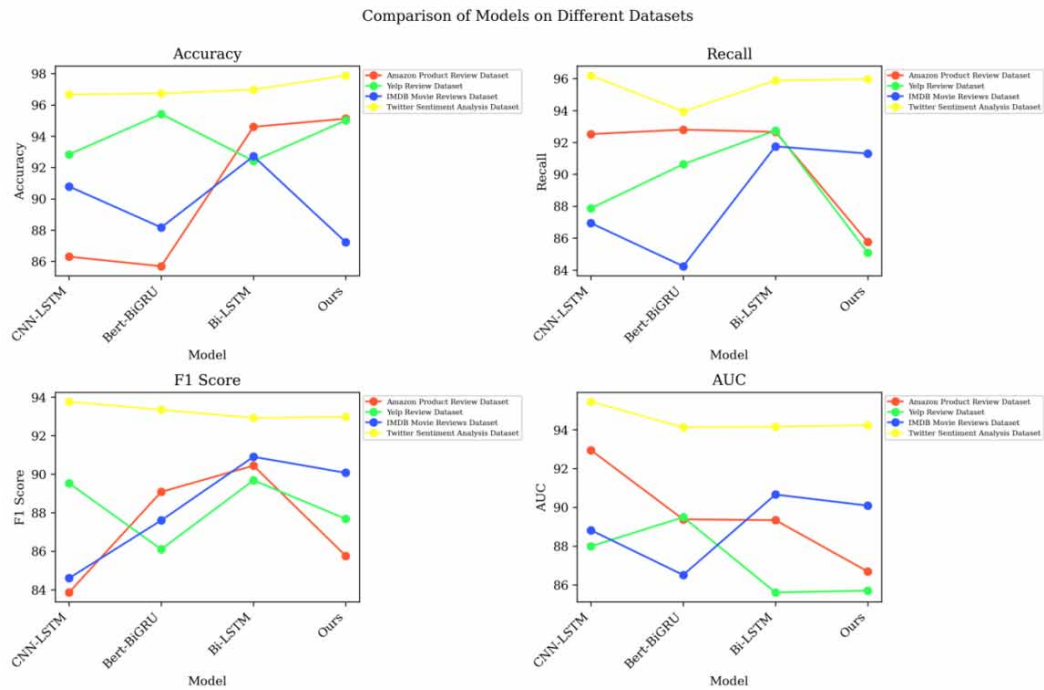 Comparison of Models on Different Datasets
Accuracy
98
96
94
92
90
88
86
Accuracy
CNN-LSTM
Bert-BiGRU
Bi-LSTM
Ours
Model
Amazon Product Review Dataset
Yelp Review Dataset
IMDB Movie Reviews Dataset
Twitter Sentiment Analysis Dataset
Recall
96
94
92
90
88
86
84
Recall
CNN-LSTM
Bert-BiGRU
Bi-LSTM
Ours
Model
Amazon Product Review Dataset
Yelp Review Dataset
IMDB Movie Reviews Dataset
Twitter Sentiment Analysis Dataset
F1 Score
94
92
90
88
86
84
F1 Score
CNN-LSTM
Bert-BiGRU
Bi-LSTM
Ours
Model
Amazon Product Review Dataset
Yelp Review Dataset
IMDB Movie Reviews Dataset
Twitter Sentiment Analysis Dataset
AUC
94
92
90
88
86
AUC
CNN-LSTM
Bert-BiGRU
Bi-LSTM
Ours
Model
Amazon Product Review Dataset
Yelp Review Dataset
IMDB Movie Reviews Dataset
Twitter Sentiment Analysis Dataset